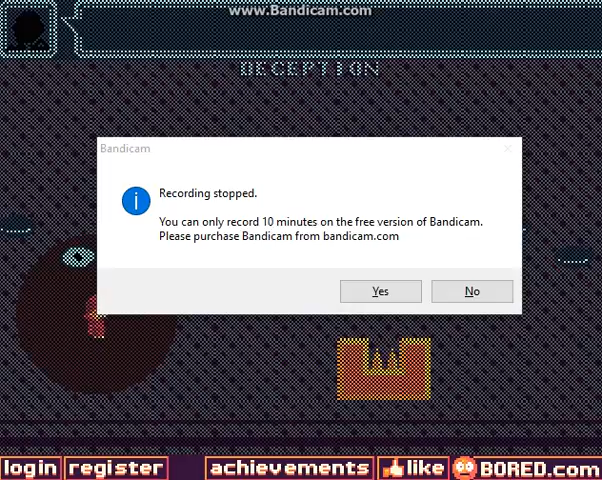 www.Bandicam.com
DECEPTION
Bandicam
Recording stopped.
You can only record 10 minutes on the free version of Bandicam.
Please purchase Bandicam from bandicam.com
Yes
No
login
register
achievements
like
BORED.com